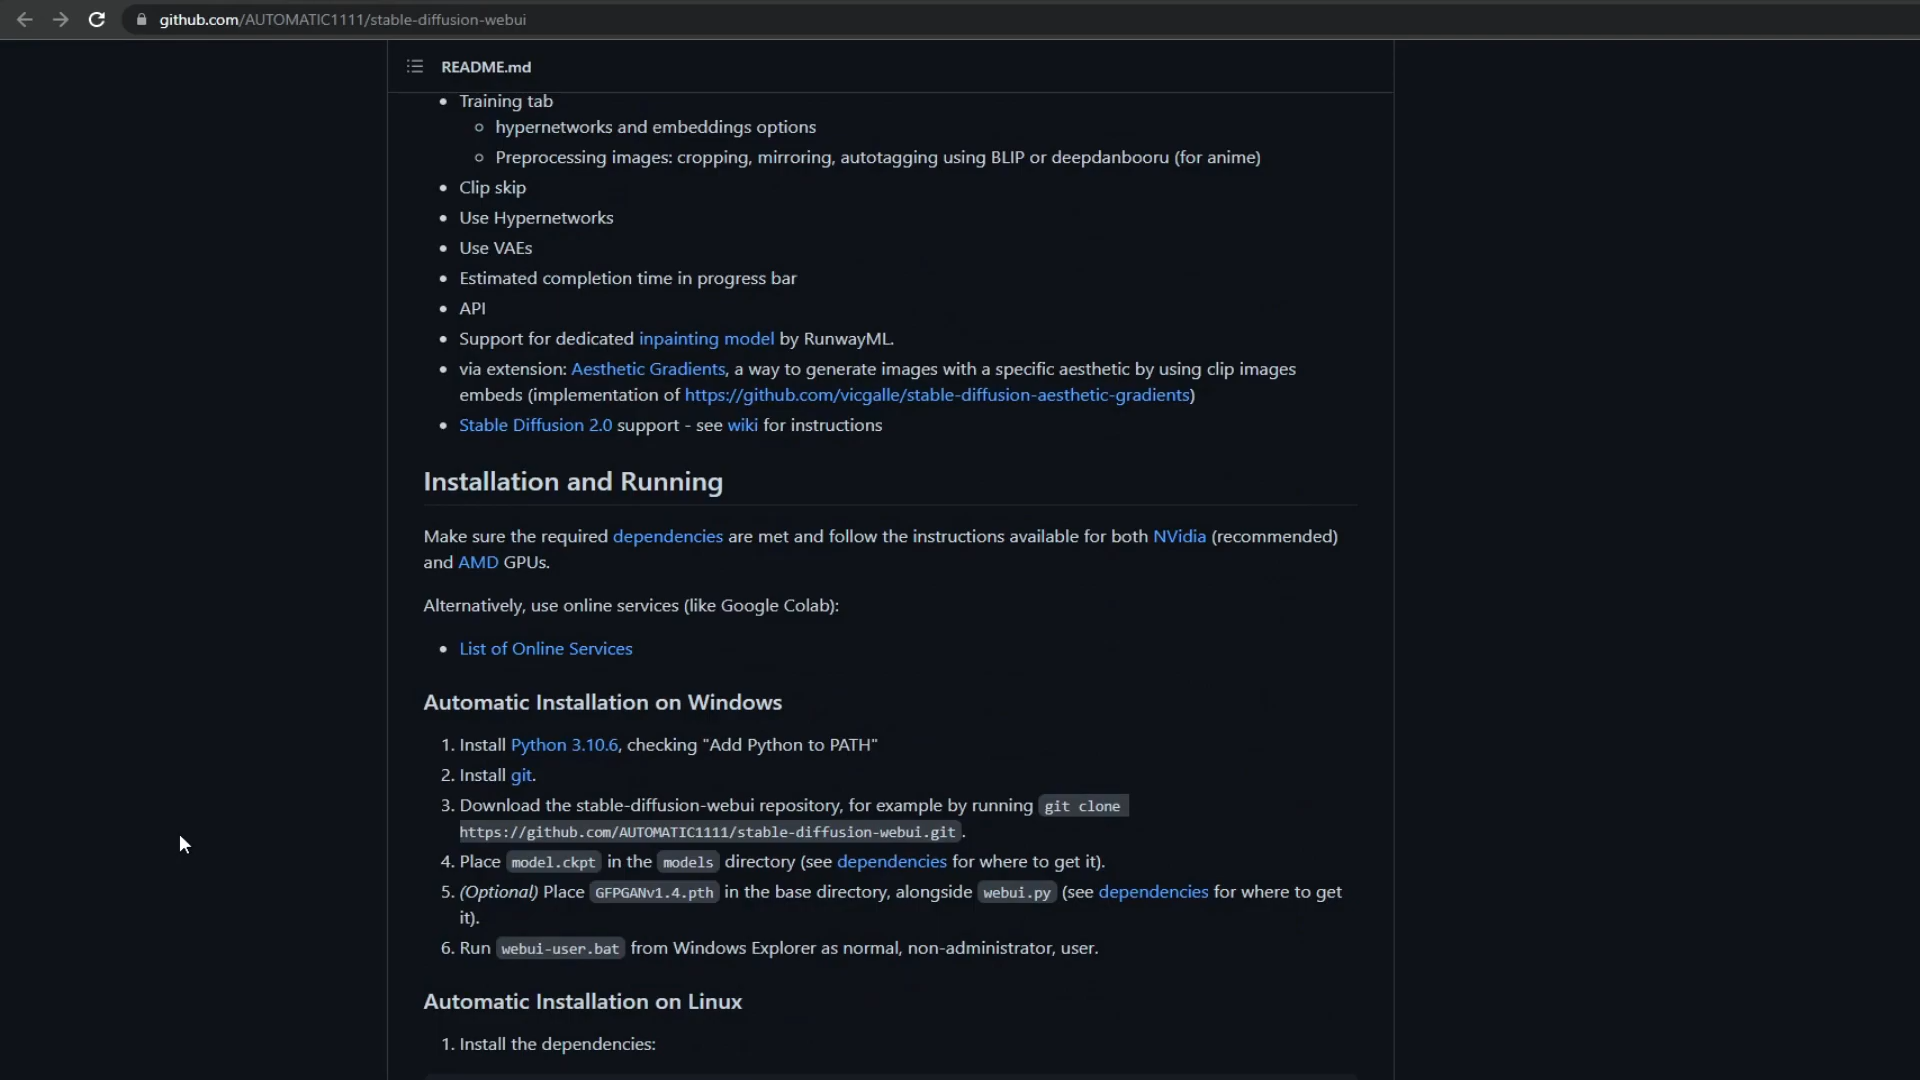 github.com/AUTOMATIC1111/stable-diffusion-webui
README.md
• Training tab
◦ hypernetworks and embeddings options
◦ Preprocessing images: cropping, mirroring, autotagging using BLIP or deepdanbooru (for anime)
• Clip skip
• Use Hypernetworks
• Use VAEs
• Estimated completion time in progress bar
• API
• Support for dedicated inpainting model by RunwayML.
• via extension: Aesthetic Gradients, a way to generate images with a specific aesthetic by using clip images
embeds (implementation of https://github.com/vicgalle/stable-diffusion-aesthetic-gradients)
• Stable Diffusion 2.0 support - see wiki for instructions
Installation and Running
Make sure the required dependencies are met and follow the instructions available for both NVidia (recommended)
and AMD GPUs.
Alternatively, use online services (like Google Colab):
• List of Online Services
Automatic Installation on Windows
1. Install Python 3.10.6, checking "Add Python to PATH"
2. Install git.
3. Download the stable-diffusion-webui repository, for example by running git clone
https://github.com/AUTOMATIC1111/stable-diffusion-webui.git.
4. Place model.ckpt in the models directory (see dependencies for where to get it).
5. (Optional) Place GFPGANv1.4.pth in the base directory, alongside webui.py (see dependencies for where to get
it).
6. Run webui-user.bat from Windows Explorer as normal, non-administrator, user.
Automatic Installation on Linux
1. Install the dependencies: